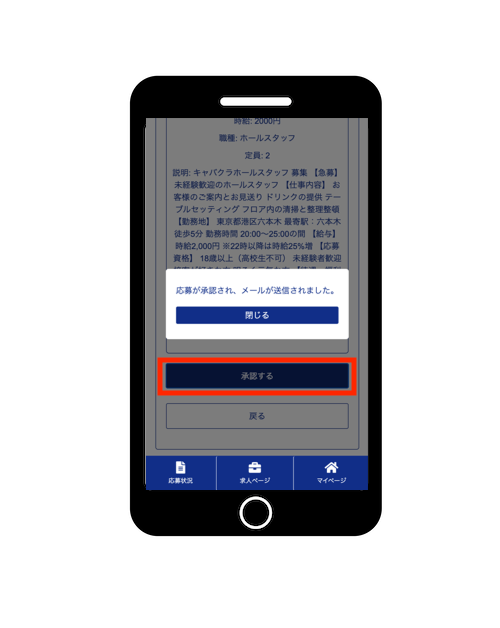 時給: 2000円
職種: ホールスタッフ
定員: 2
説明: キャバクラホールスタッフ 募集 【急募】
未経験歓迎のホールスタッフ 【仕事内容】 お
客様のご案内とお見送り ドリンクの提供 テー
ブルセッティング フロア内の清掃と整理整頓
【勤務地】 東京都港区六本木 最寄駅：六本木
徒歩5分 勤務時間 20:00〜25:00の間 【給与】
時給2,000円 ※22時以降は時給25%増 【応募
資格】 18歳以上（高校生不可） 未経験者歓迎
応募が承認され、メールが送信されました。
閉じる
承認する
戻る
応募状況
求人ページ
マイページ